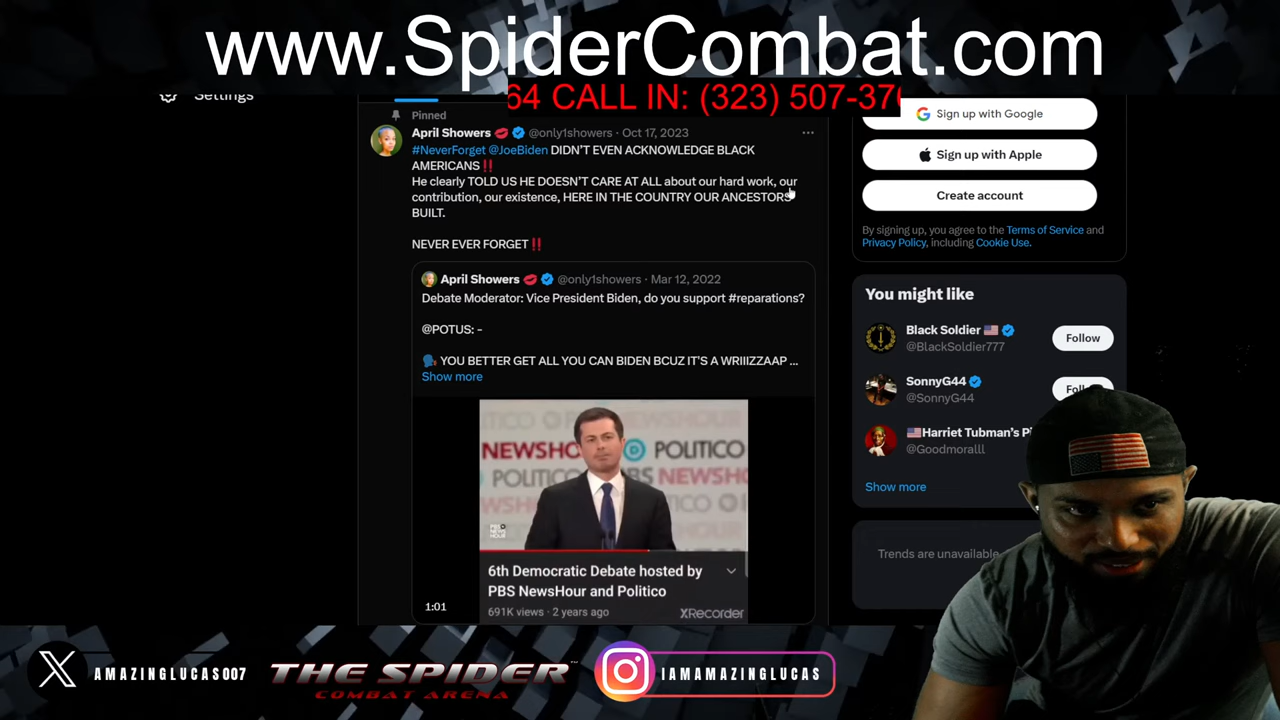 www.SpiderCombat.com
64 CALL IN: (323) 507-37
Settings
Pinned
April Showers @only1showers · Oct 17, 2023
#NeverForget @JoeBiden DIDN'T EVEN ACKNOWLEDGE BLACK
AMERICANS‼️
He clearly TOLD US HE DOESN'T CARE AT ALL about our hard work, our
contribution, our existence, HERE IN THE COUNTRY OUR ANCESTORS
BUILT.
NEVER EVER FORGET‼️
April Showers @only1showers · Mar 12, 2022
Debate Moderator: Vice President Biden, do you support #reparations?
@POTUS: -
YOU BETTER GET ALL YOU CAN BIDEN BCUZ IT'S A WRIIIZZAAP ...
Show more
NEWSHO POLITICO
POLITICO PBS NEWSHO
PBS NEWS HOUR
6th Democratic Debate hosted by
PBS NewsHour and Politico
691K views · 2 years ago
XRecorder
1:01
Sign up with Google
Sign up with Apple
Create account
By signing up, you agree to the Terms of Service and
Privacy Policy, including Cookie Use.
You might like
Black Soldier
@BlackSoldier777
Follow
SonnyG44
@SonnyG44
Harriet Tubman's
@Goodmoralll
Show more
Trends are unavailable
AMAZINGLUCAS007
THE SPIDER
COMBAT ARENA
IAMAMAZINGLUCAS